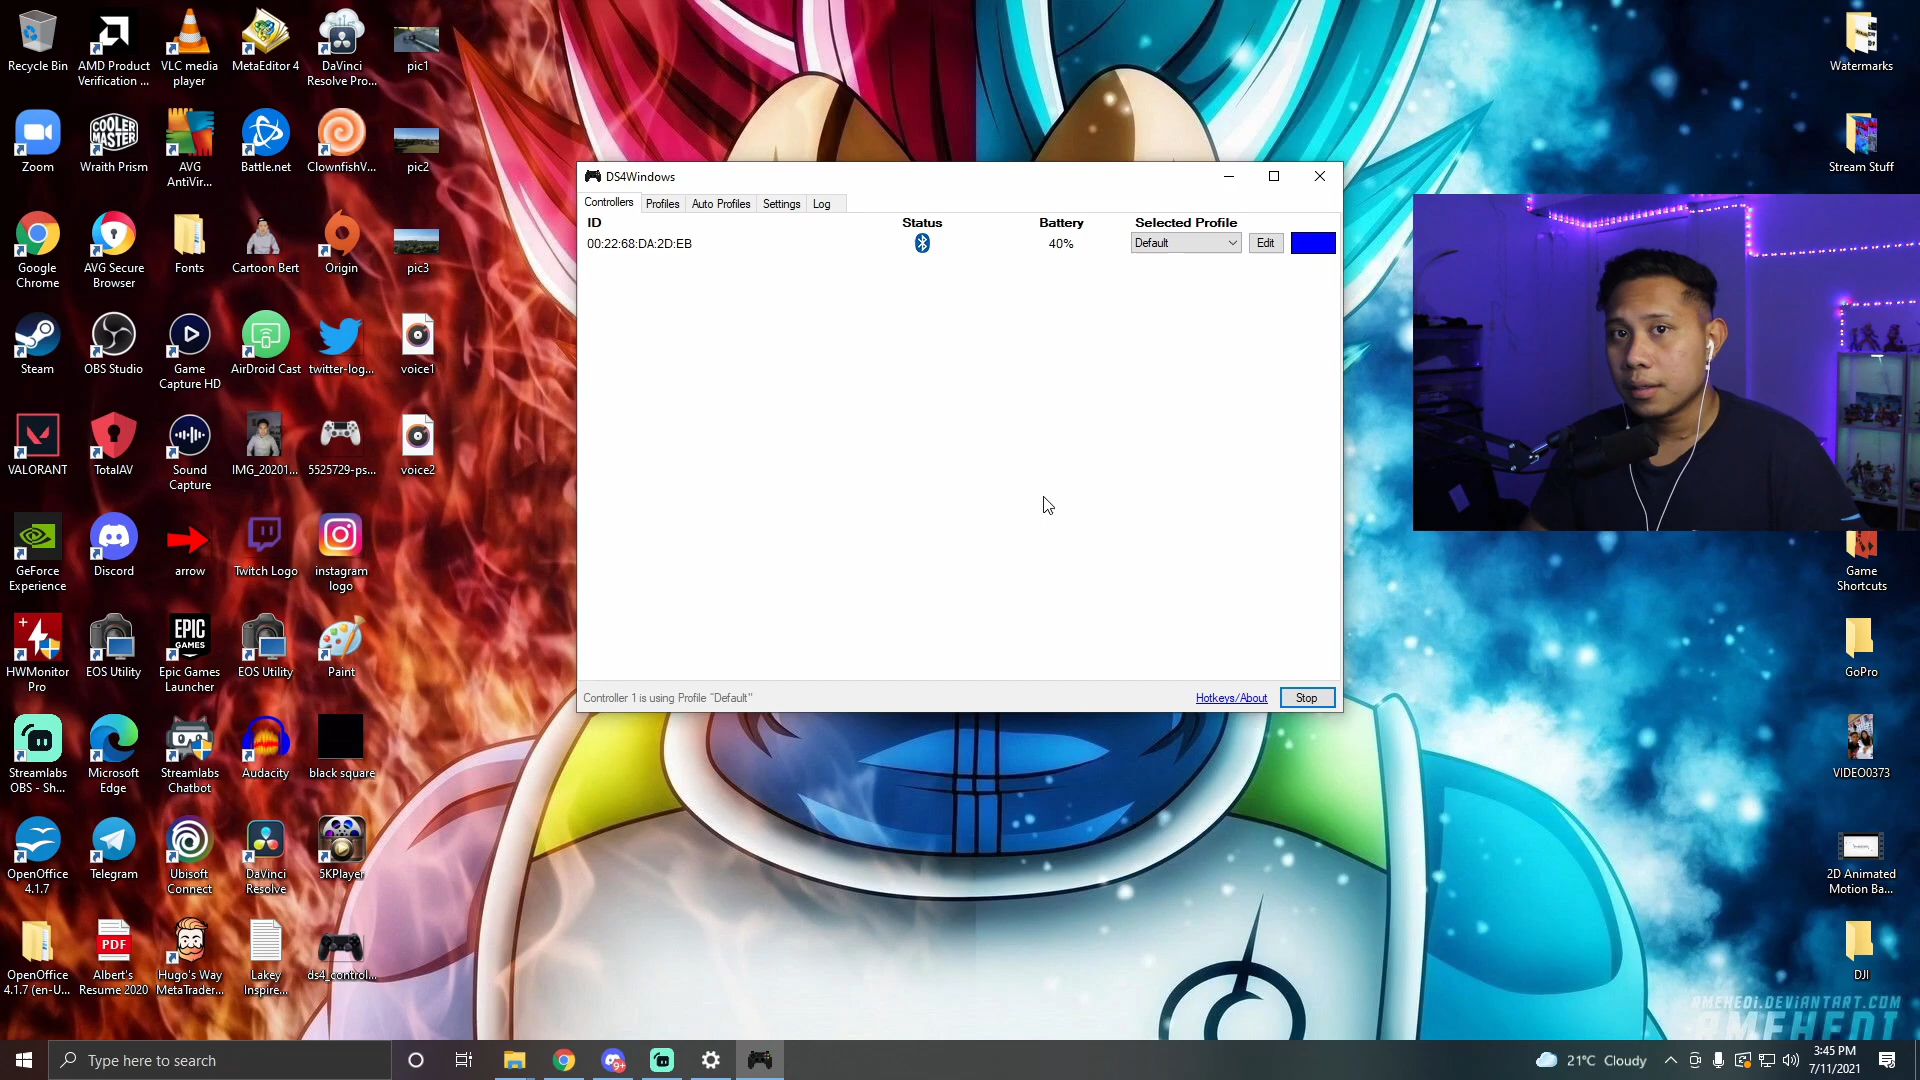 Recycle Bin
AMD Product
Verification ...
VLC media
player
MetaEditor 4
DaVinci
Resolve Pro...
pic1
Zoom
COOLER
MASTER
Wraith Prism
AVG
AntiVir...
Battle.net
ClownfishV...
pic2
Google
Chrome
AVG Secure
Browser
Fonts
Cartoon Bert
Origin
pic3
Steam
OBS Studio
Game
Capture HD
AirDroid Cast
twitter-log...
voice1
VALORANT
TotalAV
Sound
Capture
IMG_20201...
5525729-ps...
voice2
GeForce
Experience
Discord
arrow
Twitch Logo
instagram
logo
HWMonitor
Pro
EOS Utility
EPIC
GAMES
Epic Games
Launcher
EOS Utility
Paint
Streamlabs
OBS - Sh...
Microsoft
Edge
Streamlabs
Chatbot
Audacity
black square
OpenOffice
4.1.7
Telegram
Ubisoft
Connect
DaVinci
Resolve
5KPlayer
OpenOffice
4.1.7 (en-U...
PDF
Albert's
Resume 2020
Hugo's Way
MetaTrader...
Lakey
Inspire...
ds4_control...
DS4Windows
Controllers
Profiles
Auto Profiles
Settings
Log
ID
Status
Battery
Selected Profile
00:22:68:DA:2D:EB
40%
Default
Edit
Controller 1 is using Profile "Default"
Hotkeys/About
Stop
Watermarks
Stream Stuff
Game
Shortcuts
GoPro
VIDEO0373
2D Animated
Motion Ba...
DJI
AMEHEDI.DEVIANTART.COM
AMEHEDI
Type here to search
9+
21°C Cloudy
3:45 PM
7/11/2021